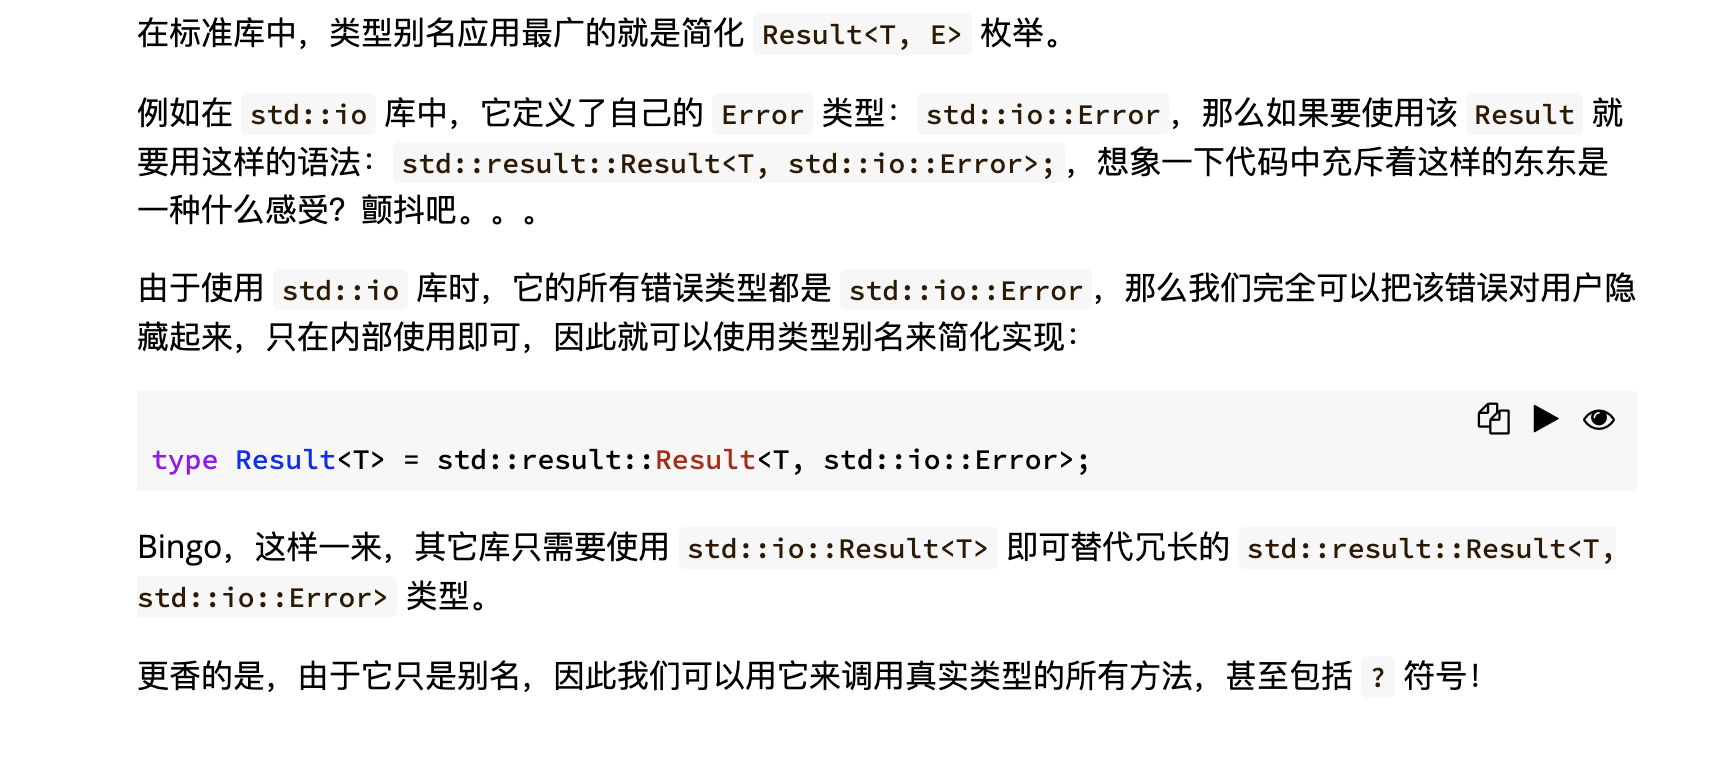 在标准库中，类型别名应用最广的就是简化 Result<T, E> 枚举。
例如在 std::io 库中，它定义了自己的 Error 类型：std::io::Error，那么如果要使用该 Result 就
要用这样的语法：std::result::Result<T, std::io::Error>;，想象一下代码中充斥着这样的东东是
一种什么感受？颤抖吧。。。
由于使用 std::io 库时，它的所有错误类型都是 std::io::Error，那么我们完全可以把该错误对用户隐
藏起来，只在内部使用即可，因此就可以使用类型别名来简化实现：
type Result<T> = std::result::Result<T, std::io::Error>;
Bingo，这样一来，其它库只需要使用 std::io::Result<T> 即可替代冗长的 std::result::Result<T,
std::io::Error> 类型。
更香的是，由于它只是别名，因此我们可以用它来调用真实类型的所有方法，甚至包括 ? 符号！